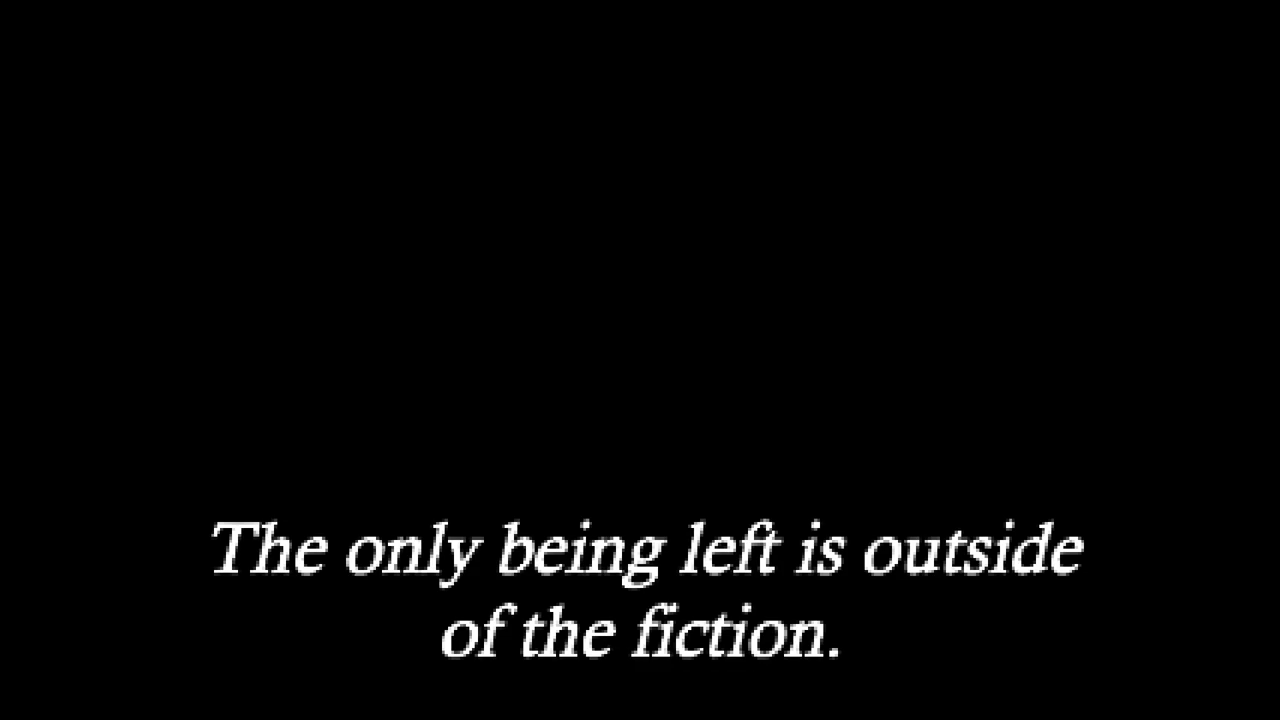 The only being left is outside
of the fiction.